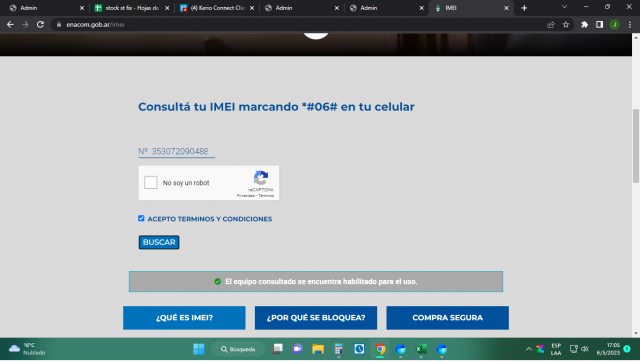 Admin
stock st fix - Hojas de
(4) Kerio Connect Clie
Admin
Admin
IMEI
enacom.gob.ar/imei
J
Consultá tu IMEI marcando *#06# en tu celular
Nº 353072090488
No soy un robot
reCAPTCHA
Privacidad - Términos
ACEPTO TERMINOS Y CONDICIONES
BUSCAR
El equipo consultado se encuentra habilitado para el uso.
¿QUÉ ES IMEI?
¿POR QUÉ SE BLOQUEA?
COMPRA SEGURA
16°C
Nublado
Búsqueda
ESP
LAA
17:05
6/5/2023